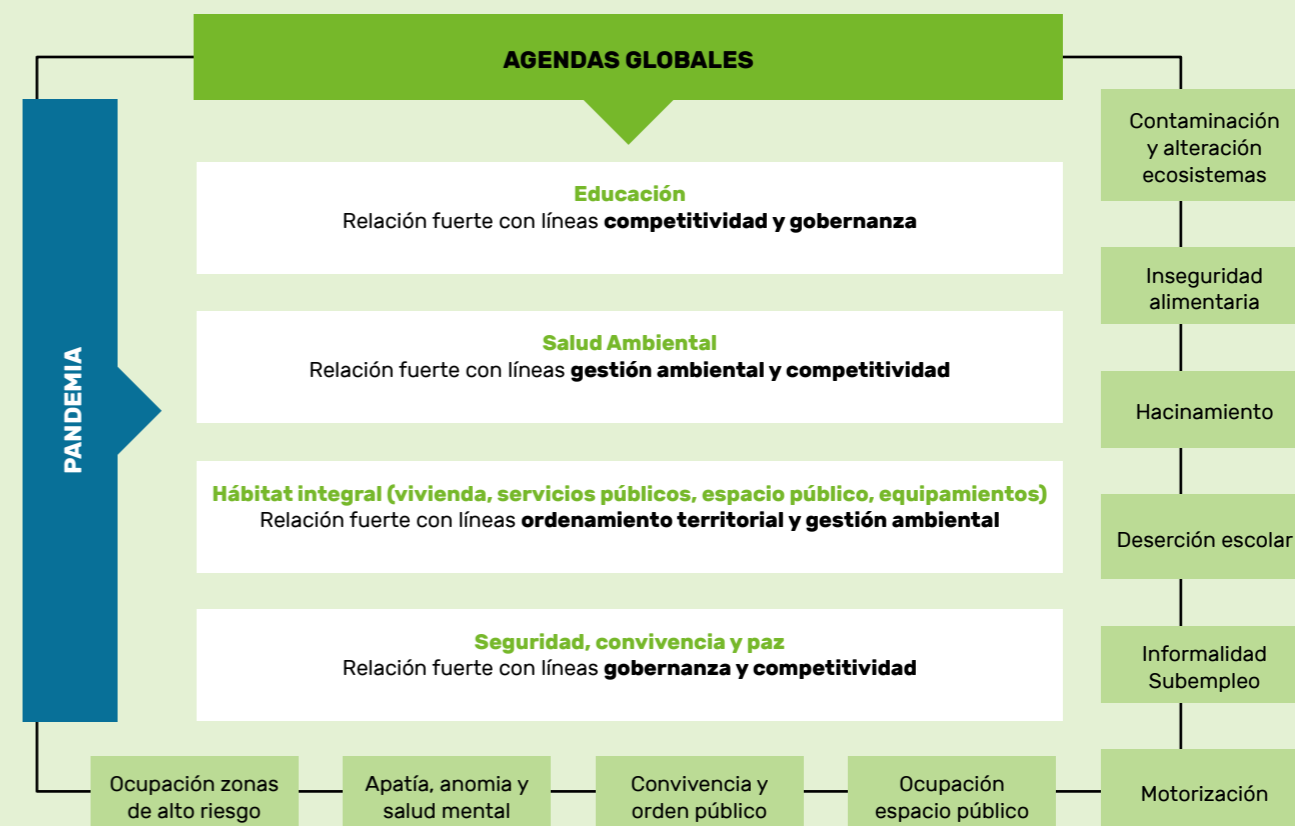 AGENDAS GLOBALES
PANDEMIA
Educación
Relación fuerte con líneas competitividad y gobernanza
Salud Ambiental
Relación fuerte con líneas gestión ambiental y competitividad
Hábitat integral (vivienda, servicios públicos, espacio público, equipamientos)
Relación fuerte con líneas ordenamiento territorial y gestión ambiental
Seguridad, convivencia y paz
Relación fuerte con líneas gobernanza y competitividad
Contaminación
y alteración
ecosistemas
Inseguridad
alimentaria
Hacinamiento
Deserción escolar
Informalidad
Subempleo
Motorización
Ocupación zonas
de alto riesgo
Apatía, anomia y
salud mental
Convivencia y
orden público
Ocupación
espacio público